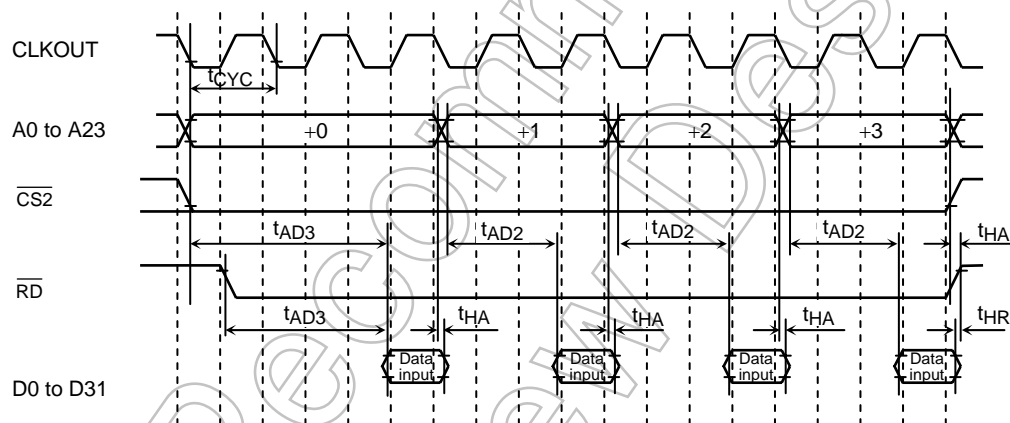 CLKOUT
tCYC
A0 to A23
+0
+1
+2
+3
CS2
tAD3
tAD2
tAD2
tAD2
tHA
RD
tAD3
tHA
tHA
tHA
tHR
Data input
Data input
Data input
Data input
D0 to D31